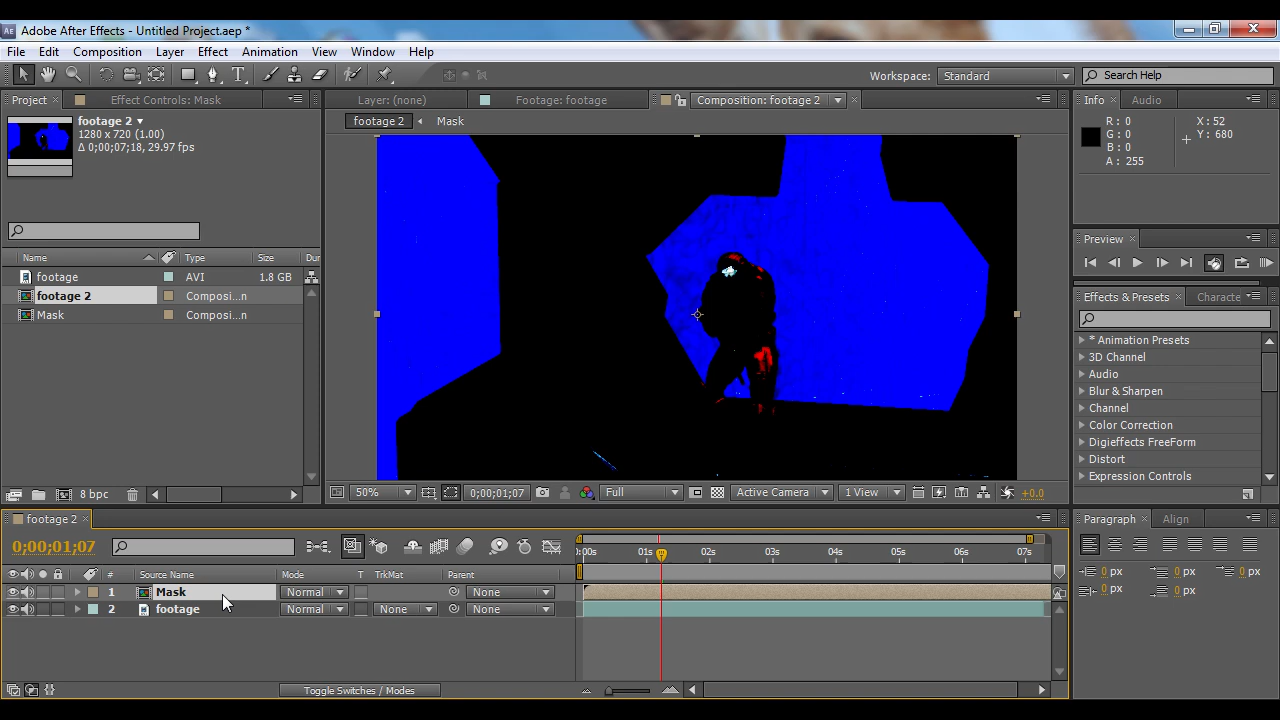 Ae Adobe After Effects - Untitled Project.aep *
File Edit Composition Layer Effect Animation View Window Help
Workspace: Standard Search Help
Project Effect Controls: Mask Layer: (none) Footage: footage Composition: footage 2 Info Audio
footage 2
1280 x 720 (1.00)
Δ 0;00;07;18, 29.97 fps
footage 2 Mask
R: 0
G: 0
B: 0
A: 255
X: 52
Y: 680
Preview
Name Type Size Dur
footage AVI 1.8 GB
footage 2 Composi...n
Mask Composi...n
Effects & Presets Characte
* Animation Presets
3D Channel
Audio
Blur & Sharpen
Channel
Color Correction
Digieffects FreeForm
Distort
Expression Controls
8 bpc
50% 0;00;01;07 Full Active Camera 1 View +0.0
footage 2
Paragraph Align
0;00;01;07
0:00s 01s 02s 03s 04s 05s 06s 07s
# Source Name Mode T TrkMat Parent
1 Mask Normal None
2 footage Normal None None
0 px 0 px 0 px
0 px 0 px
Toggle Switches / Modes